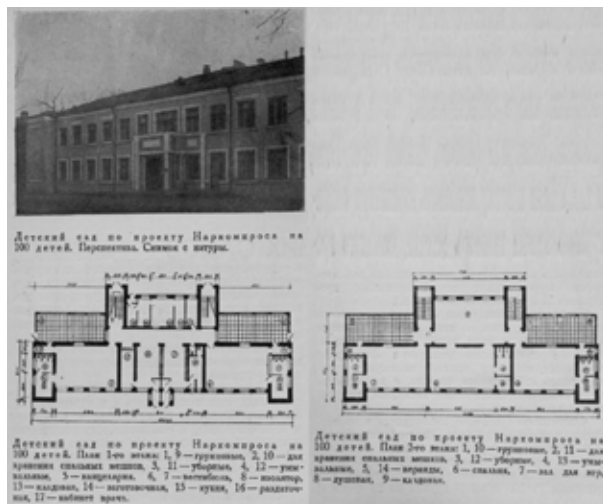 Детский сад по проекту Наркомпроса на
100 детей. Перспектива. Снимок с натуры.
Детский сад по проекту Наркомпроса на
100 детей. План 1-го этажа: 1, 9—групповые, 2, 10—для
хранения спальных мешков, 3, 11—уборные, 4, 12—умы-
вальные, 5—канцелярия, 6, 7—вестибюль, 8—изолятор,
13—кладовая, 14—заготовочная, 15—кухня, 16—раздаточ-
ная, 17—кабинет врача.
Детский сад по проекту Наркомпроса на
100 детей. План 2-го этажа: 1, 10—групповые, 2, 11—для
хранения спальных мешков, 3, 12—уборные, 4, 13—умы-
вальные, 5, 14—веранды, 6—спальня, 7—зал для игр,
8—душевая, 9—кладовая.